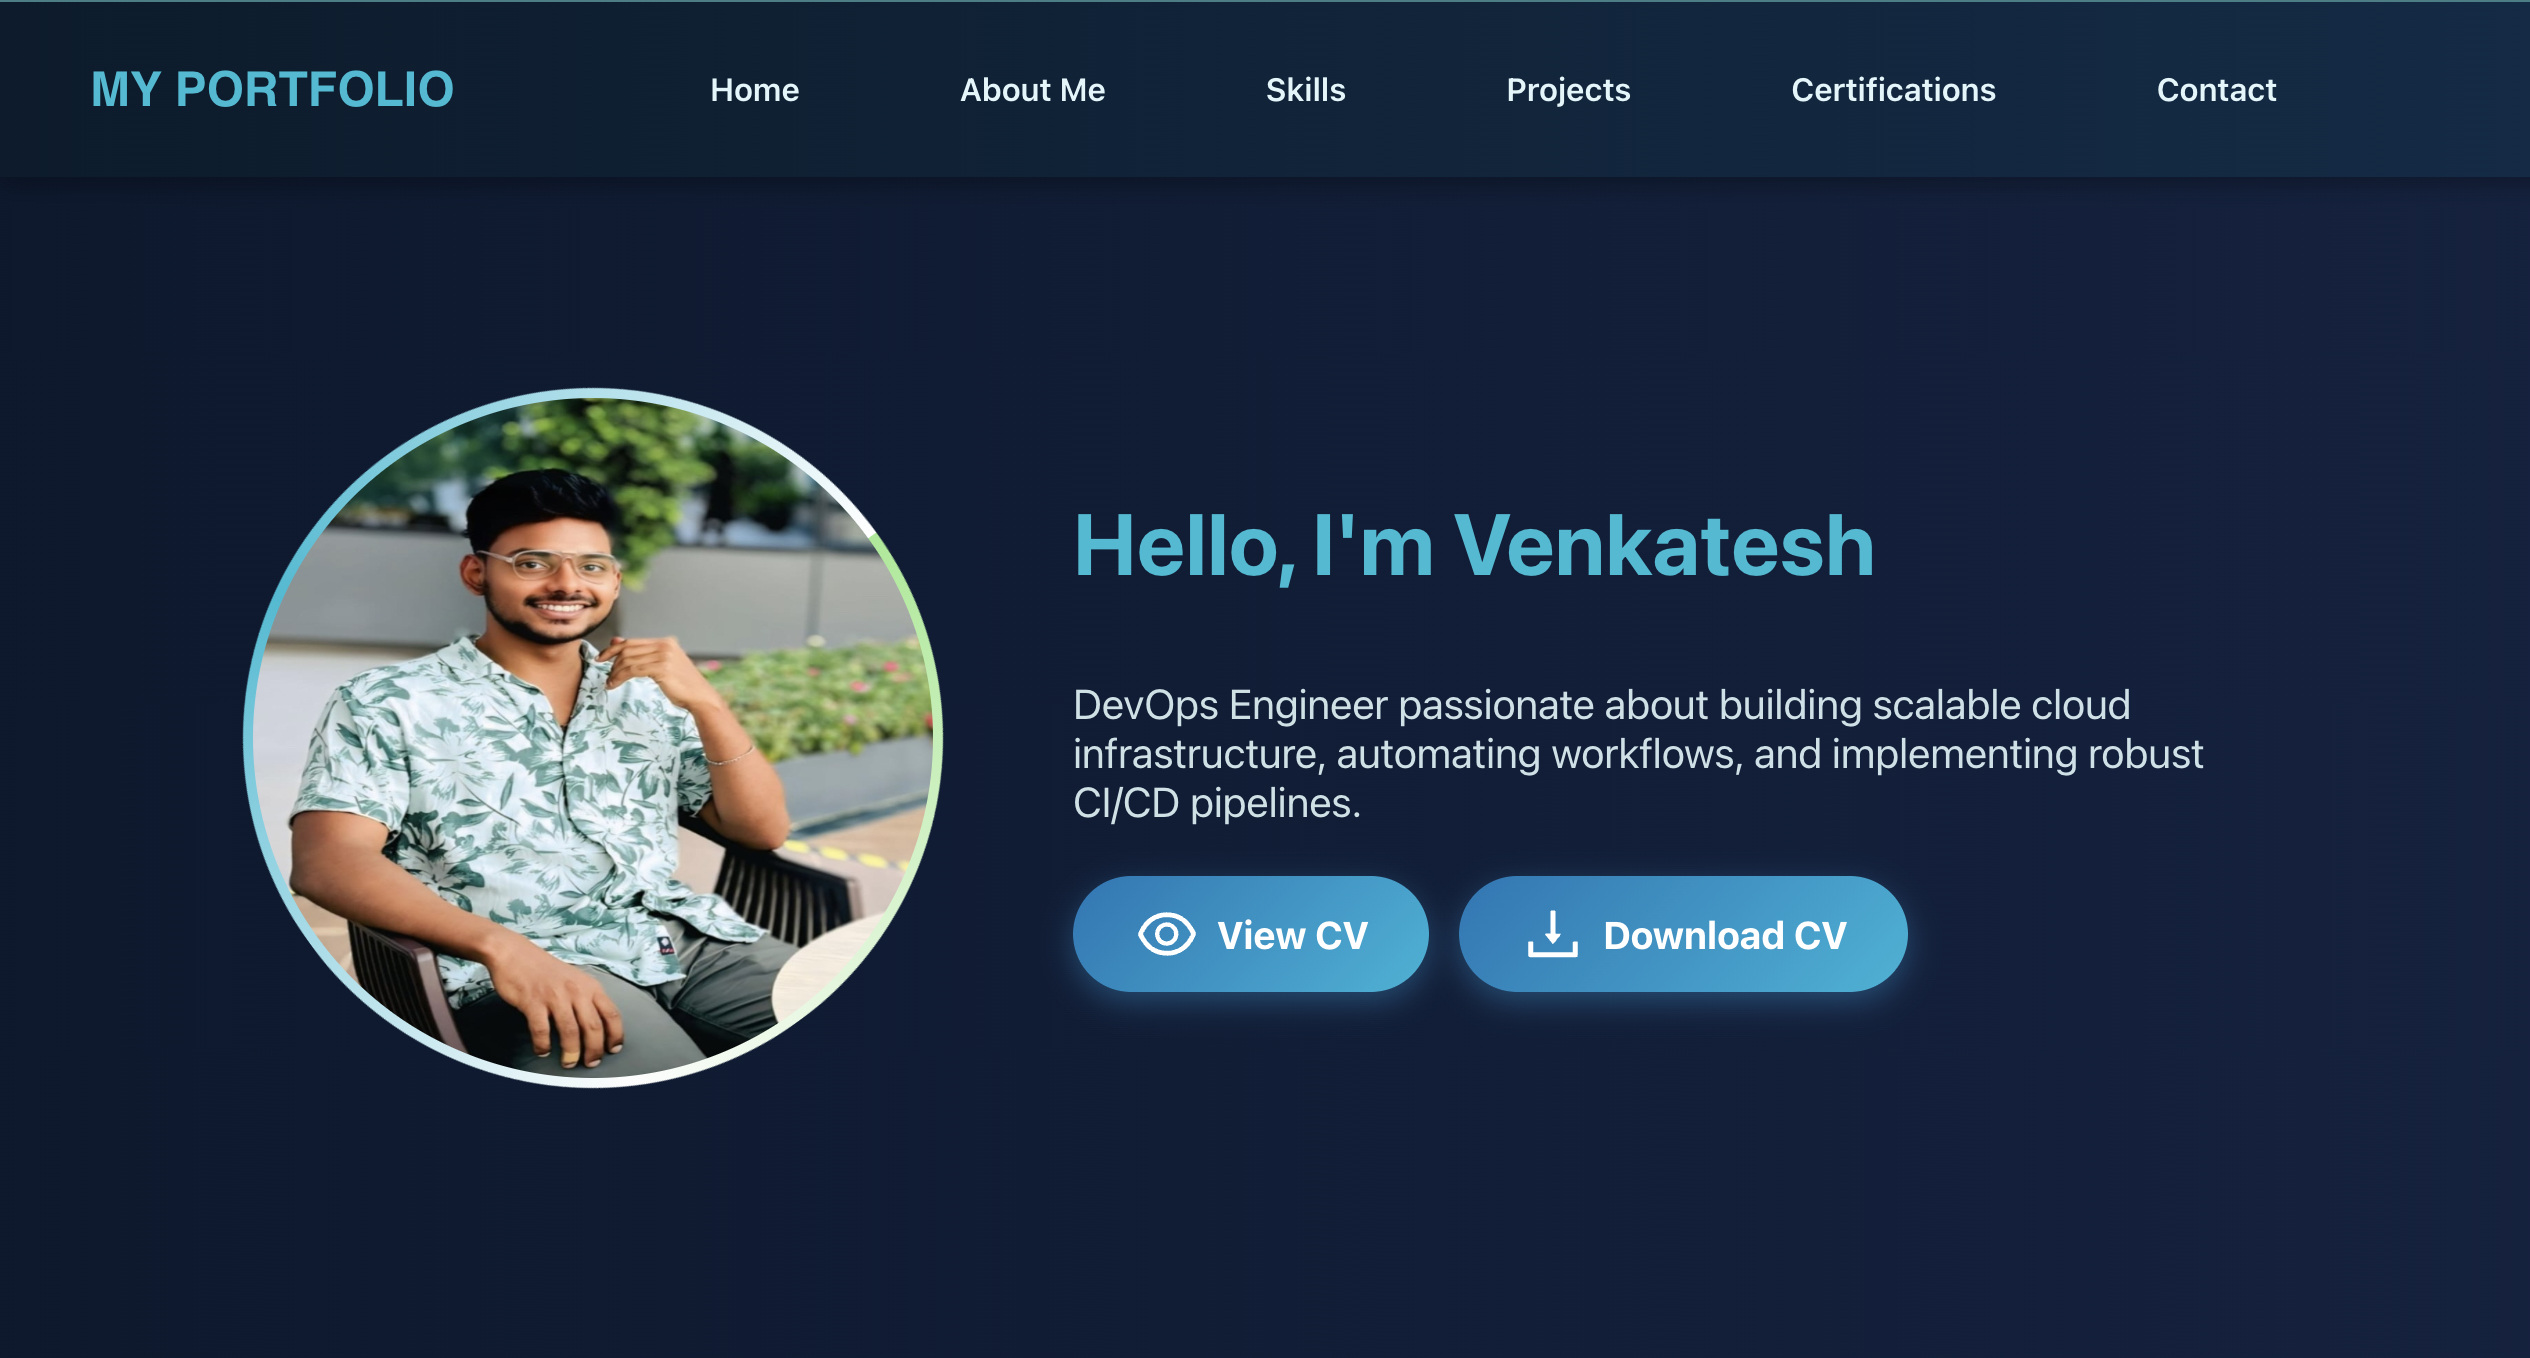 MY PORTFOLIO
Home
About Me
Skills
Projects
Certifications
Contact
Hello, I'm Venkatesh
DevOps Engineer passionate about building scalable cloud
infrastructure, automating workflows, and implementing robust
CI/CD pipelines.
View CV
Download CV